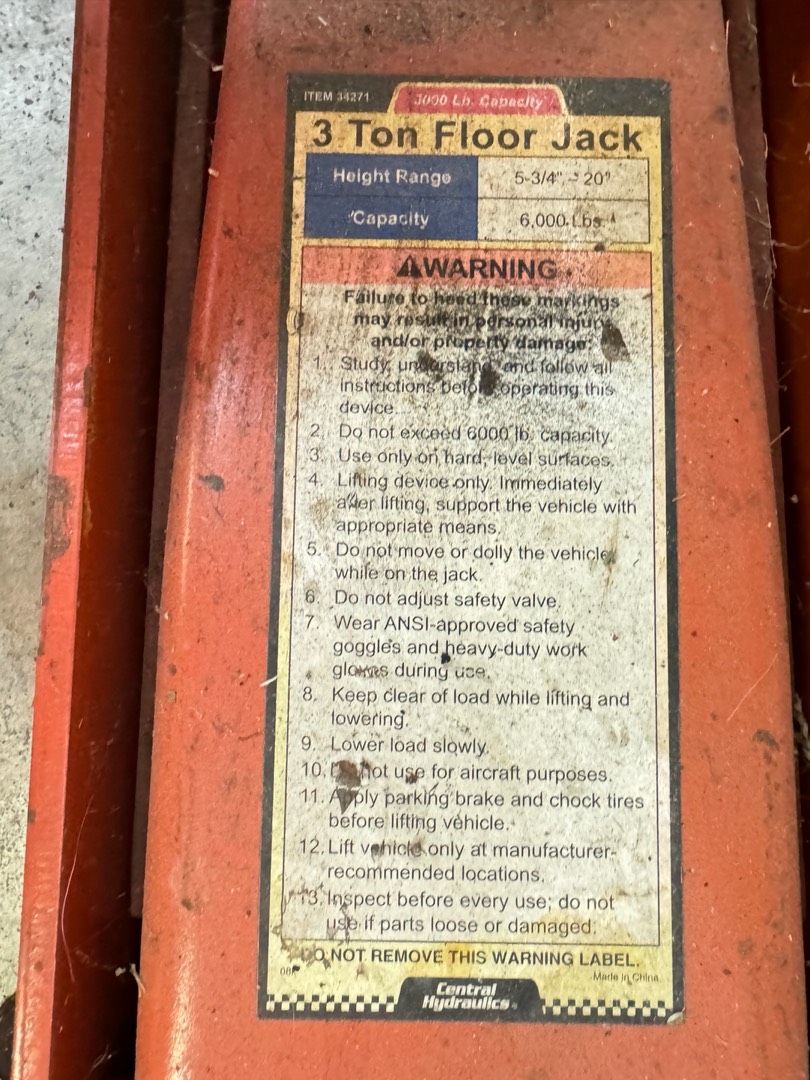 ITEM 34271
3000 Lb. Capacity
3 Ton Floor Jack
Height Range 5-3/4" - 20"
Capacity 6,000 Lbs.
WARNING
Failure to heed these markings
may result in personal injury
and/or property damage:
1. Study, understand, and follow all
instructions before operating this
device.
2. Do not exceed 6000 lb. capacity.
3. Use only on hard, level surfaces.
4. Lifting device only. Immediately
after lifting, support the vehicle with
appropriate means.
5. Do not move or dolly the vehicle
while on the jack.
6. Do not adjust safety valve.
7. Wear ANSI-approved safety
goggles and heavy-duty work
gloves during use.
8. Keep clear of load while lifting and
lowering.
9. Lower load slowly.
10. Do not use for aircraft purposes.
11. Apply parking brake and chock tires
before lifting vehicle.
12. Lift vehicle only at manufacturer-
recommended locations.
13. Inspect before every use; do not
use if parts loose or damaged.
DO NOT REMOVE THIS WARNING LABEL.
Made in China
Central
Hydraulics